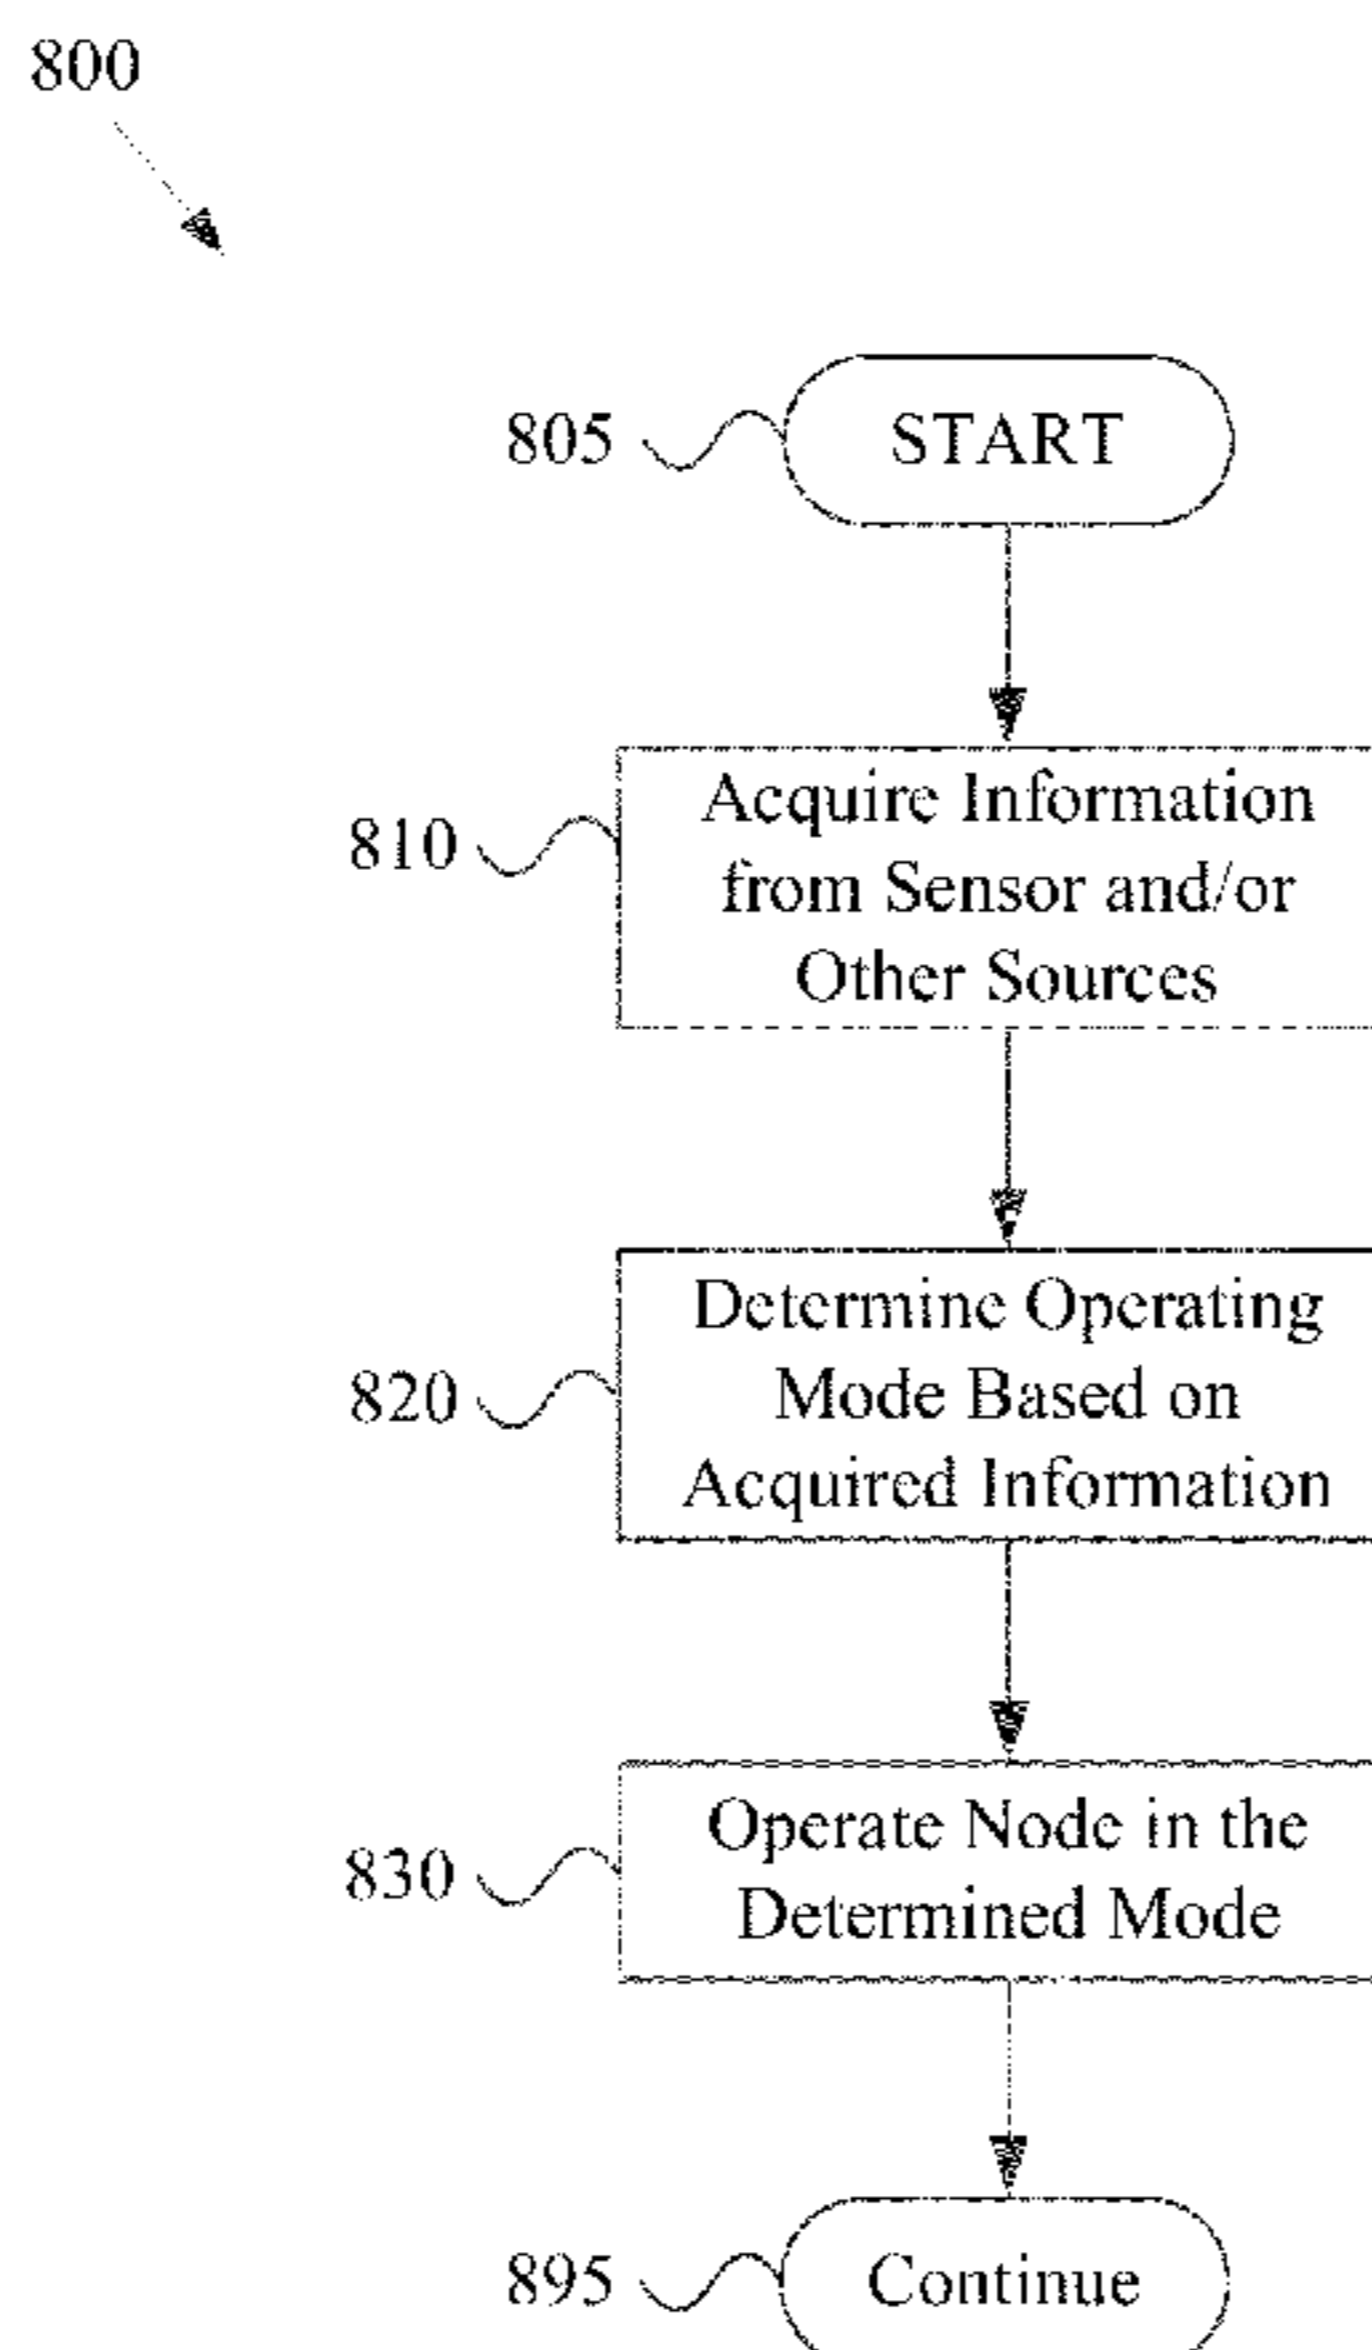 800
805
START
810
Acquire Information
from Sensor and/or
Other Sources
820
Determine Operating
Mode Based on
Acquired Information
830
Operate Node in the
Determined Mode
895
Continue